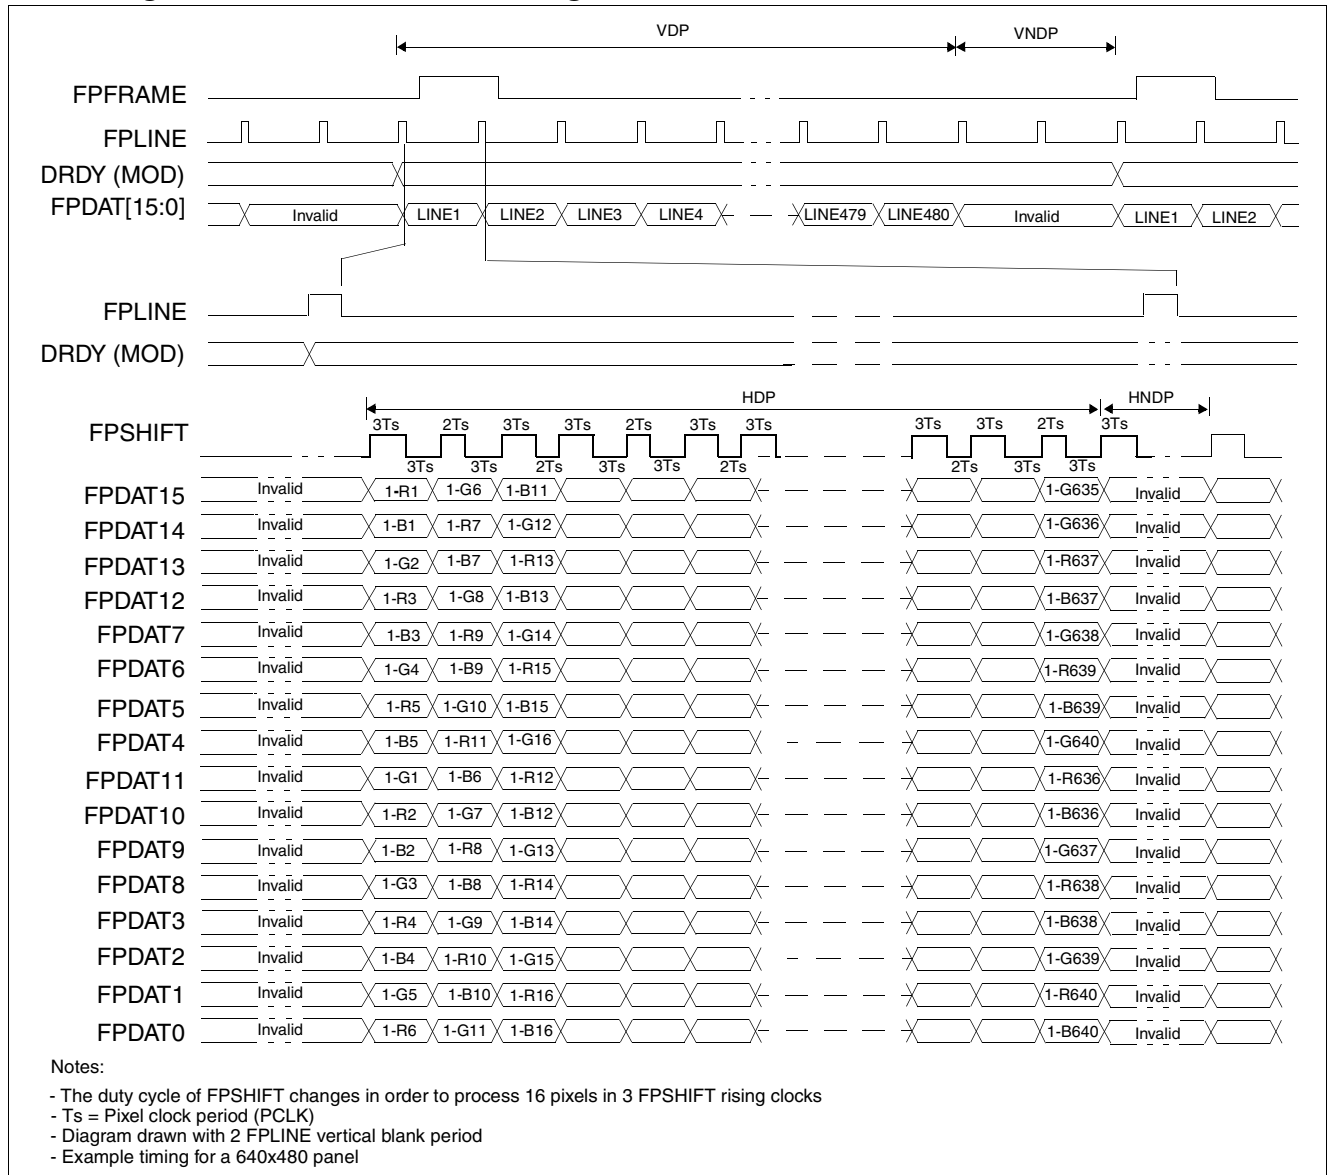 VDP VNDP
FPFRAME
FPLINE
DRDY (MOD)
FPDAT[15:0] Invalid LINE1 LINE2 LINE3 LINE4 LINE479 LINE480 Invalid LINE1 LINE2
FPLINE
DRDY (MOD)
HDP HNDP
3Ts 2Ts 3Ts 3Ts 2Ts 3Ts 3Ts 3Ts 3Ts 2Ts 3Ts
FPSHIFT
3Ts 3Ts 2Ts 3Ts 3Ts 2Ts 2Ts 3Ts 3Ts
FPDAT15 Invalid 1-R1 1-G6 1-B11 1-G635 Invalid
FPDAT14 Invalid 1-B1 1-R7 1-G12 1-G636 Invalid
FPDAT13 Invalid 1-G2 1-B7 1-R13 1-R637 Invalid
FPDAT12 Invalid 1-R3 1-G8 1-B13 1-B637 Invalid
FPDAT7 Invalid 1-B3 1-R9 1-G14 1-G638 Invalid
FPDAT6 Invalid 1-G4 1-B9 1-R15 1-R639 Invalid
FPDAT5 Invalid 1-R5 1-G10 1-B15 1-B639 Invalid
FPDAT4 Invalid 1-B5 1-R11 1-G16 1-G640 Invalid
FPDAT11 Invalid 1-G1 1-B6 1-R12 1-R636 Invalid
FPDAT10 Invalid 1-R2 1-G7 1-B12 1-B636 Invalid
FPDAT9 Invalid 1-B2 1-R8 1-G13 1-G637 Invalid
FPDAT8 Invalid 1-G3 1-B8 1-R14 1-R638 Invalid
FPDAT3 Invalid 1-R4 1-G9 1-B14 1-B638 Invalid
FPDAT2 Invalid 1-B4 1-R10 1-G15 1-G639 Invalid
FPDAT1 Invalid 1-G5 1-B10 1-R16 1-R640 Invalid
FPDAT0 Invalid 1-R6 1-G11 1-B16 1-B640 Invalid
Notes:
- The duty cycle of FPSHIFT changes in order to process 16 pixels in 3 FPSHIFT rising clocks
- Ts = Pixel clock period (PCLK)
- Diagram drawn with 2 FPLINE vertical blank period
- Example timing for a 640x480 panel